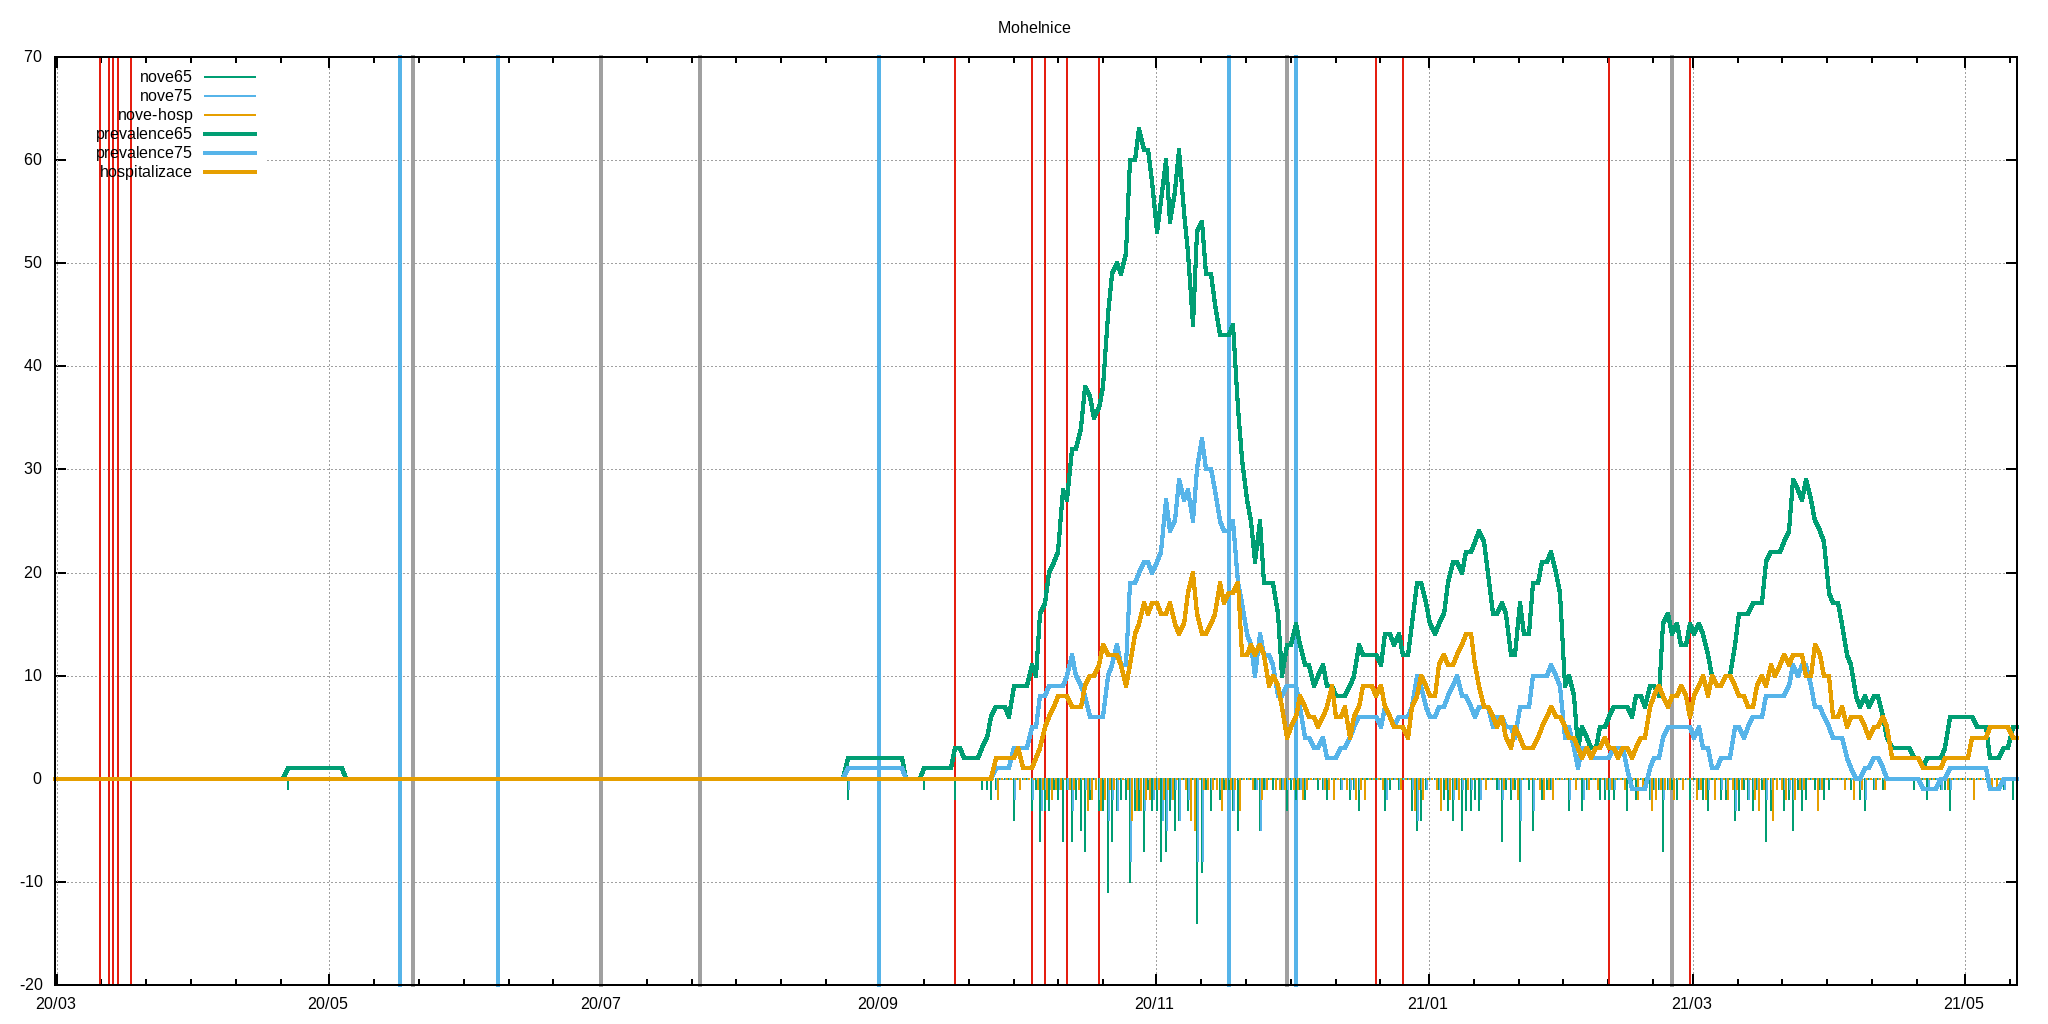 Mohelnice
70
60
50
40
30
20
10
0
-10
-20
nove65
nove75
nove-hosp
prevalence65
prevalence75
hospitalizace
20/03 20/05 20/07 20/09 20/11 21/01 21/03 21/05